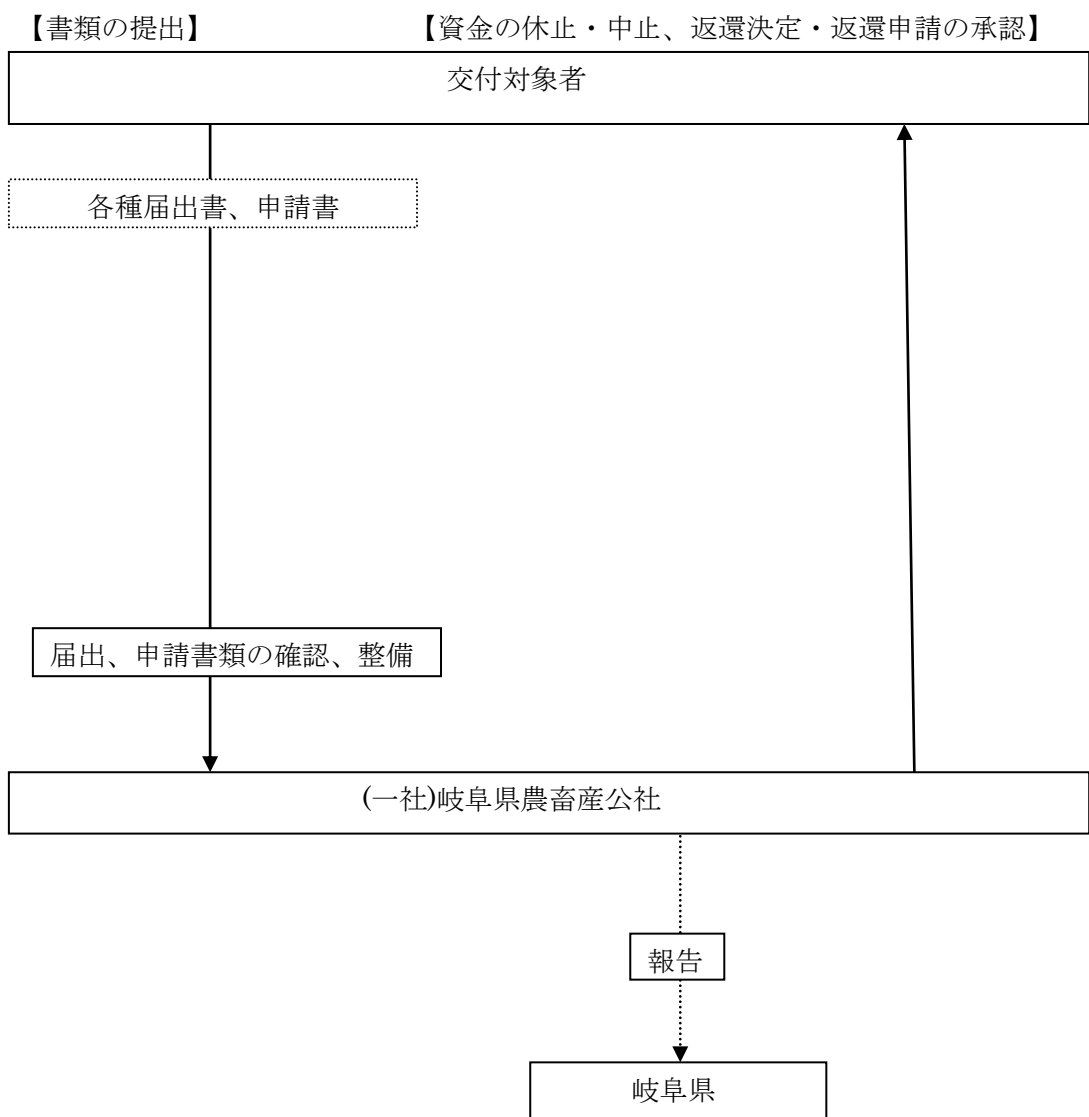 【書類の提出】
【資金の休止・中止、返還決定・返還申請の承認】
交付対象者
各種届出書、申請書
届出、申請書類の確認、整備
(一社)岐阜県農畜産公社
報告
岐阜県